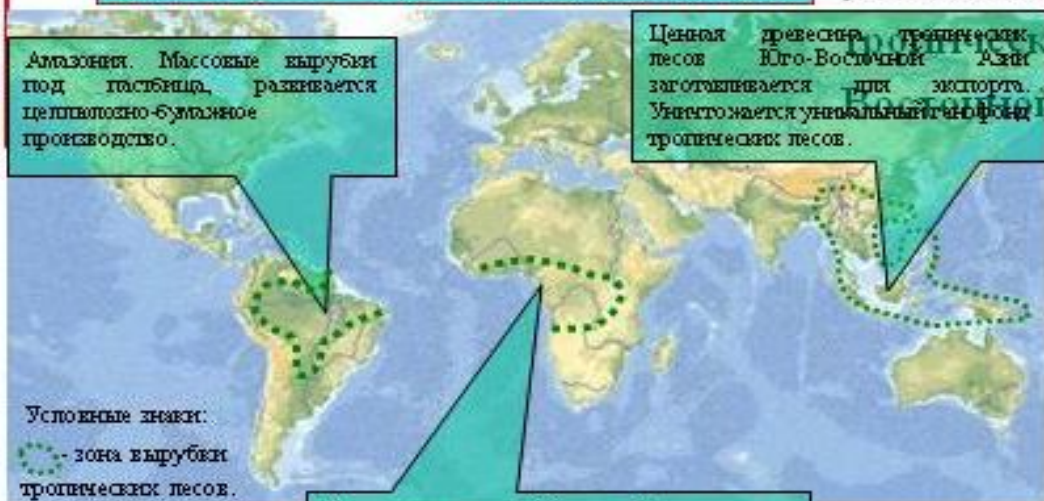 Амазония. Массовые вырубки
под пастбища, развивается
целлюлозно-бумажное
производство.
Ценная древесина тропических
лесов Юго-Восточной Азии
заготавливается для экспорта.
Уничтожается уникальный генофонд
тропических лесов.
Восточной
Условные знаки:
- зона вырубки
тропических лесов.